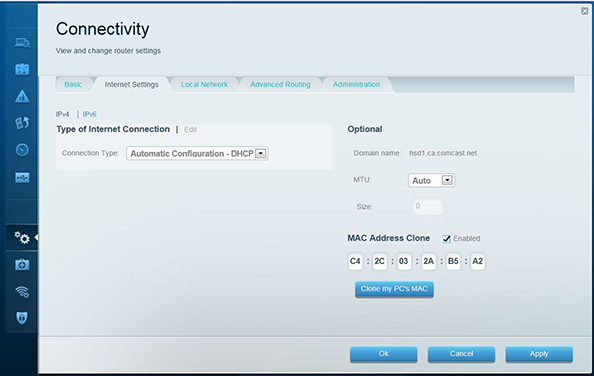 Connectivity
View and change router settings
Basic Internet Settings Local Network Advanced Routing Administration
IPv4 | IPv6
Type of Internet Connection | Edit
Connection Type: Automatic Configuration - DHCP
Optional
Domain name: hsd1.ca.comcast.net.
MTU: Auto
Size: 0
MAC Address Clone Enabled
C4 : 2C : 03 : 2A : B5 : A2
Clone my PC's MAC
Ok Cancel Apply